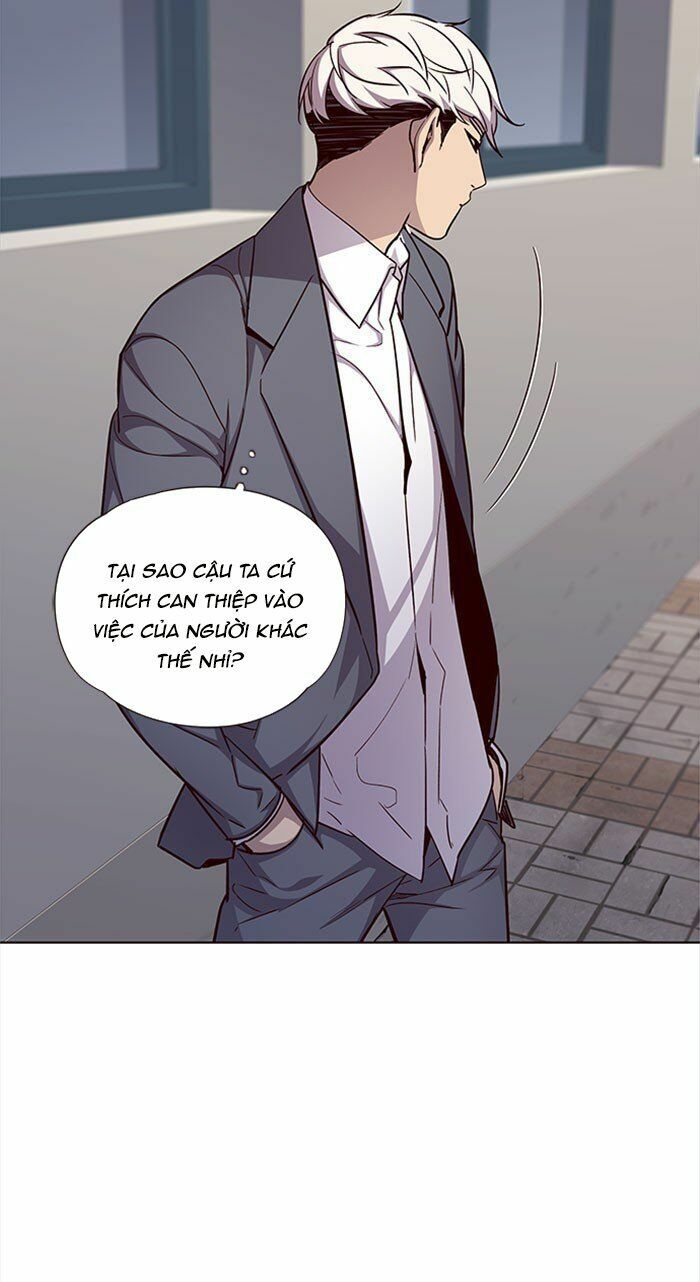 TẠI SAO CẬU TA CỨ
THÍCH CAN THIỆP VÀO
VIỆC CỦA NGƯỜI KHÁC
THẾ NHỈ?